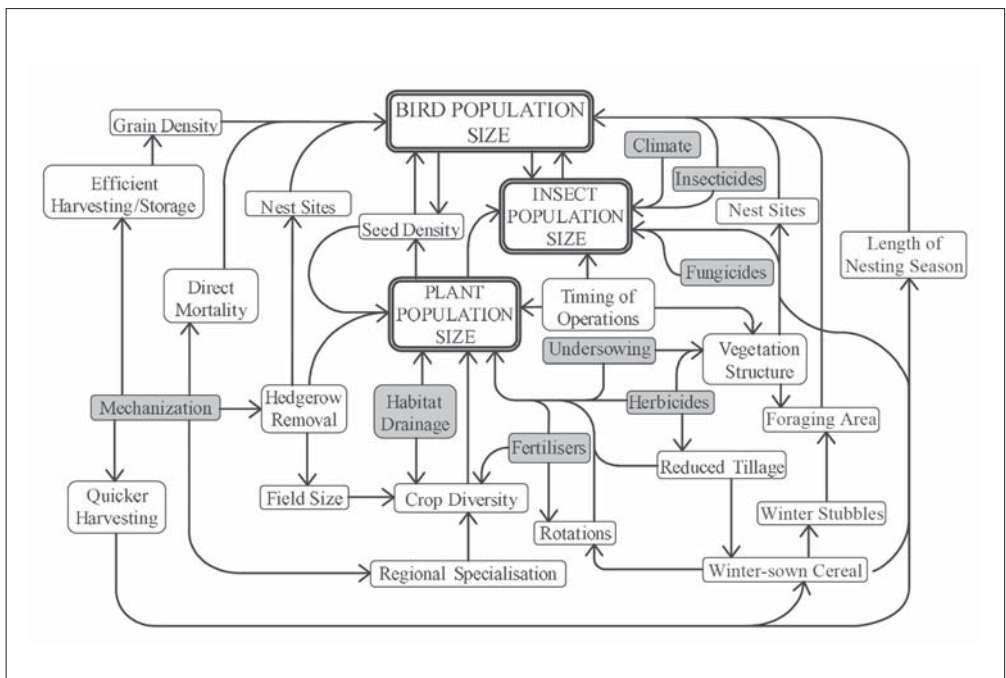 BIRD POPULATION
SIZE
Grain Density
Climate
Efficient
Harvesting/Storage
Insecticides
Nest Sites
INSECT
POPULATION
SIZE
Nest Sites
Seed Density
Length of
Nesting Season
Fungicides
Direct
Mortality
PLANT
POPULATION
SIZE
Timing of
Operations
Undersowing
Vegetation
Structure
Mechanization
Hedgerow
Removal
Habitat
Drainage
Herbicides
Foraging Area
Fertilisers
Reduced Tillage
Quicker
Harvesting
Field Size
Crop Diversity
Winter Stubbles
Rotations
Regional Specialisation
Winter-sown Cereal